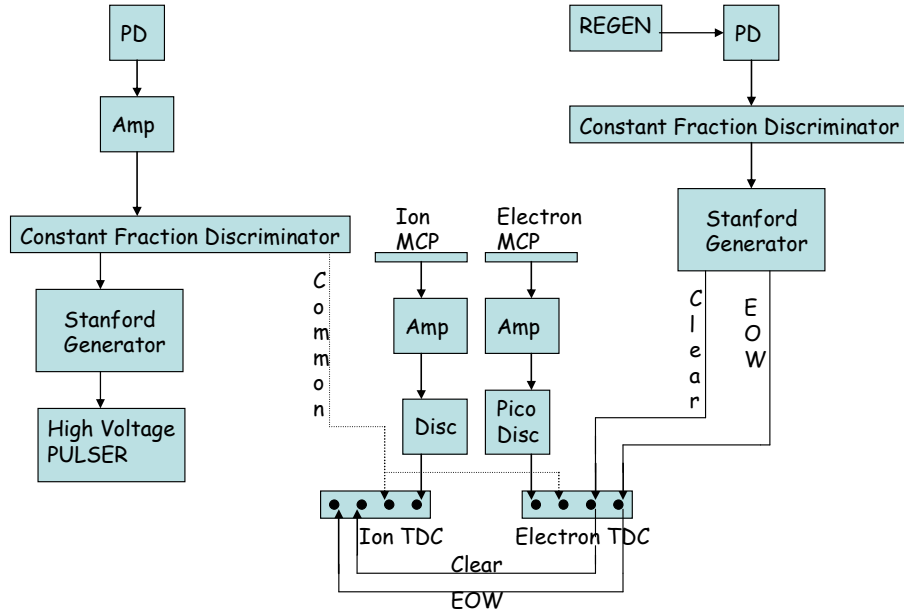 PD
REGEN
PD
Amp
Constant Fraction Discriminator
Constant Fraction Discriminator
Ion
MCP
Electron
MCP
Stanford
Generator
Common
Clear
EOW
Stanford
Generator
Amp
Amp
High Voltage
PULSER
Disc
Pico
Disc
Ion TDC
Electron TDC
Clear
EOW